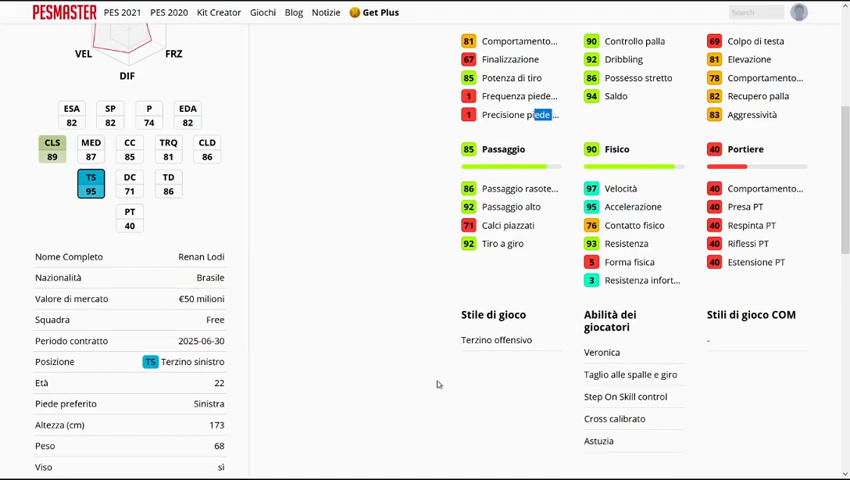 PESMASTER PES 2021 PES 2020 Kit Creator Giochi Blog Notizie Get Plus Search
VEL FRZ
DIF
ESA SP P EDA
82 82 74 82
CLS MED CC TRQ CLD
89 87 85 81 86
TS DC TD
95 71 86
PT
40
Nome Completo Renan Lodi
Nazionalità Brasile
Valore di mercato €50 milioni
Squadra Free
Periodo contratto 2025-06-30
Posizione TS Terzino sinistro
Età 22
Piede preferito Sinistra
Altezza (cm) 173
Peso 68
Viso sì
81 Comportamento...
67 Finalizzazione
85 Potenza di tiro
1 Frequenza piede...
1 Precisione piede ...
90 Controllo palla
92 Dribbling
86 Possesso stretto
94 Saldo
69 Colpo di testa
81 Elevazione
78 Comportamento...
82 Recupero palla
83 Aggressività
85 Passaggio
86 Passaggio rasote...
92 Passaggio alto
71 Calci piazzati
92 Tiro a giro
90 Fisico
97 Velocità
95 Accelerazione
76 Contatto fisico
93 Resistenza
5 Forma fisica
3 Resistenza infort...
40 Portiere
40 Comportamento...
40 Presa PT
40 Respinta PT
40 Riflessi PT
40 Estensione PT
Stile di gioco
Terzino offensivo
Abilità dei
giocatori
Veronica
Taglio alle spalle e giro
Step On Skill control
Cross calibrato
Astuzia
Stili di gioco COM
-